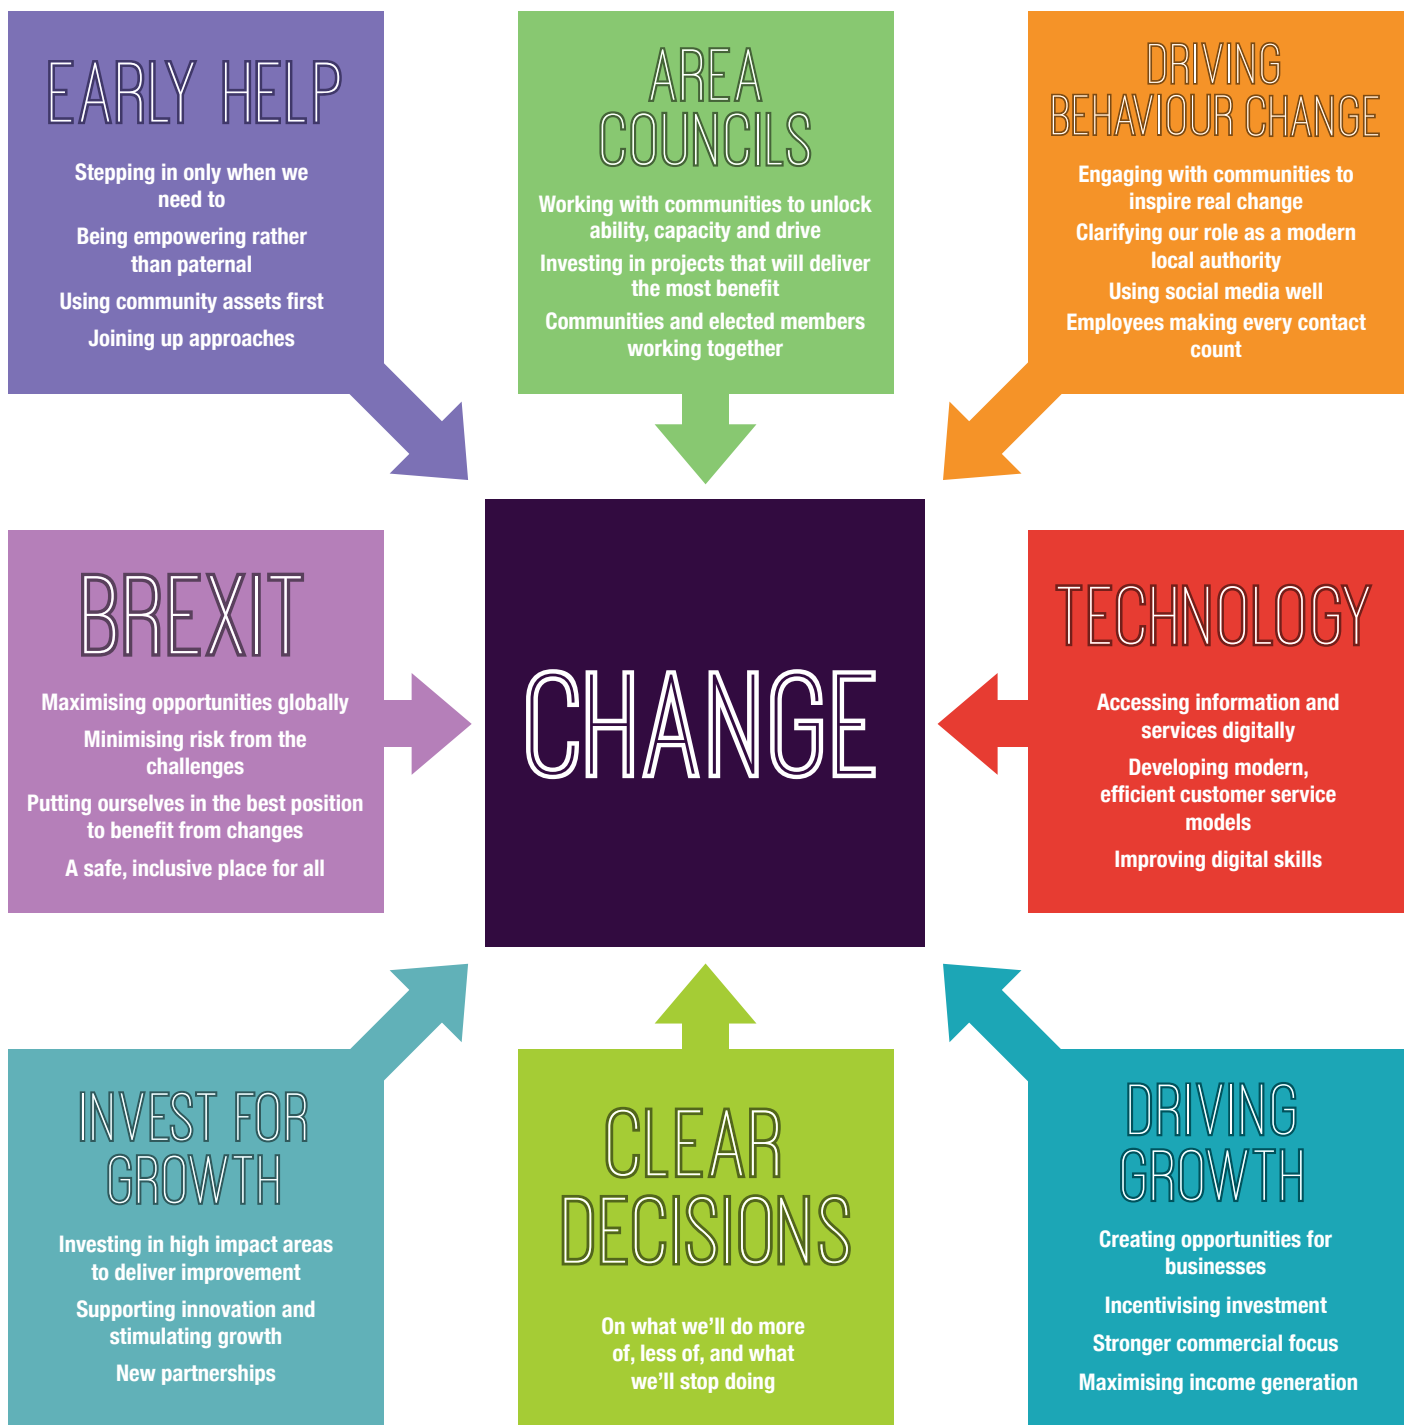 EARLY HELP
Stepping in only when we
need to
Being empowering rather
than paternal
Using community assets first
Joining up approaches
AREA
COUNCILS
Working with communities to unlock
ability, capacity and drive
Investing in projects that will deliver
the most benefit
Communities and elected members
working together
DRIVING
BEHAVIOUR CHANGE
Engaging with communities to
inspire real change
Clarifying our role as a modern
local authority
Using social media well
Employees making every contact
count
BREXIT
Maximising opportunities globally
Minimising risk from the
challenges
Putting ourselves in the best position
to benefit from changes
A safe, inclusive place for all
CHANGE
TECHNOLOGY
Accessing information and
services digitally
Developing modern,
efficient customer service
models
Improving digital skills
INVEST FOR
GROWTH
Investing in high impact areas
to deliver improvement
Supporting innovation and
stimulating growth
New partnerships
CLEAR
DECISIONS
On what we'll do more
of, less of, and what
we'll stop doing
DRIVING
GROWTH
Creating opportunities for
businesses
Incentivising investment
Stronger commercial focus
Maximising income generation